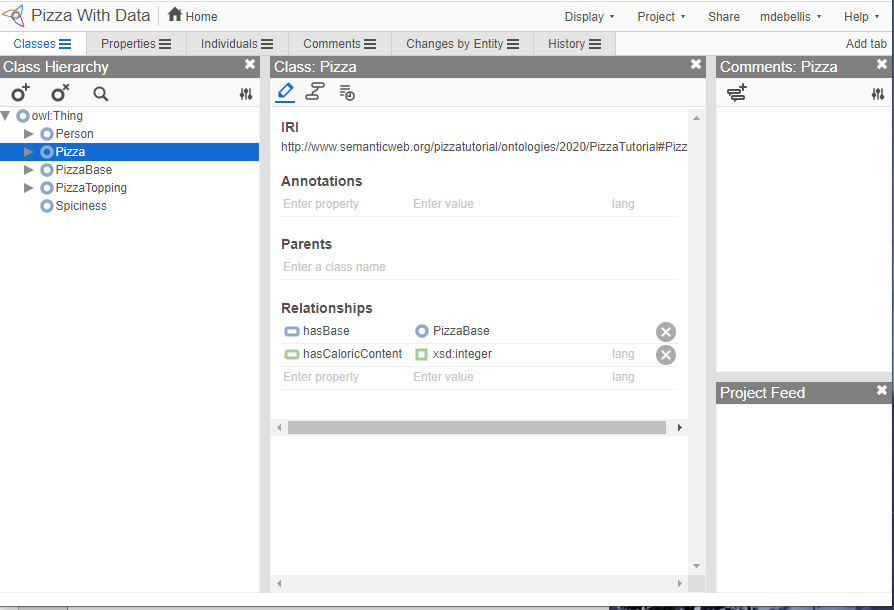 Pizza With Data Home Display Project Share mdebellis Help
Classes Properties Individuals Comments Changes by Entity History Add tab
Class Hierarchy
owl:Thing
Person
Pizza
PizzaBase
PizzaTopping
Spiciness
Class: Pizza
IRI
http://www.semanticweb.org/pizzatutorial/ontologies/2020/PizzaTutorial#Pizz
Annotations
Enter property Enter value lang
Parents
Enter a class name
Relationships
hasBase PizzaBase
hasCaloricContent xsd:integer lang
Enter property Enter value lang
Comments: Pizza
Project Feed